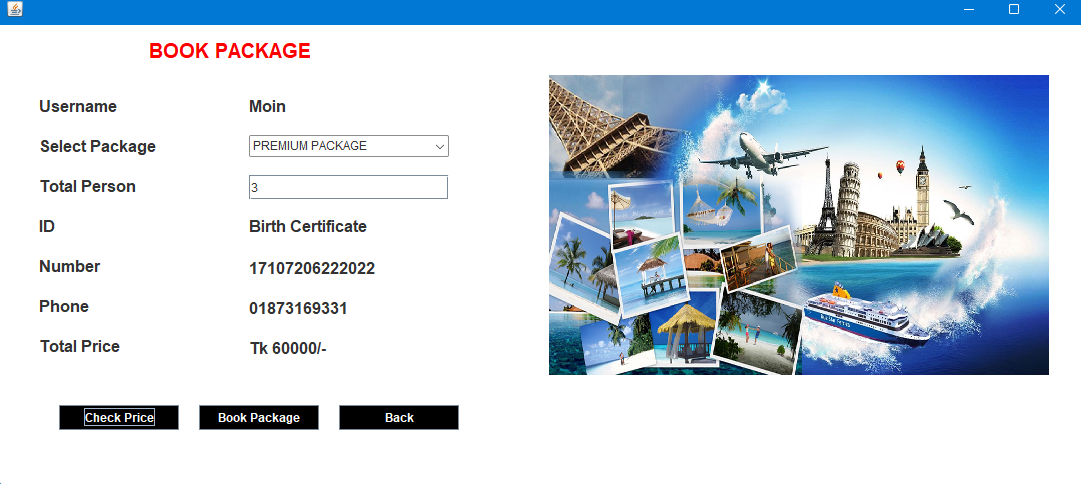 BOOK PACKAGE
Username Moin
Select Package PREMIUM PACKAGE
Total Person 3
ID Birth Certificate
Number 17107206222022
Phone 01873169331
Total Price Tk 60000/-
Check Price Book Package Back